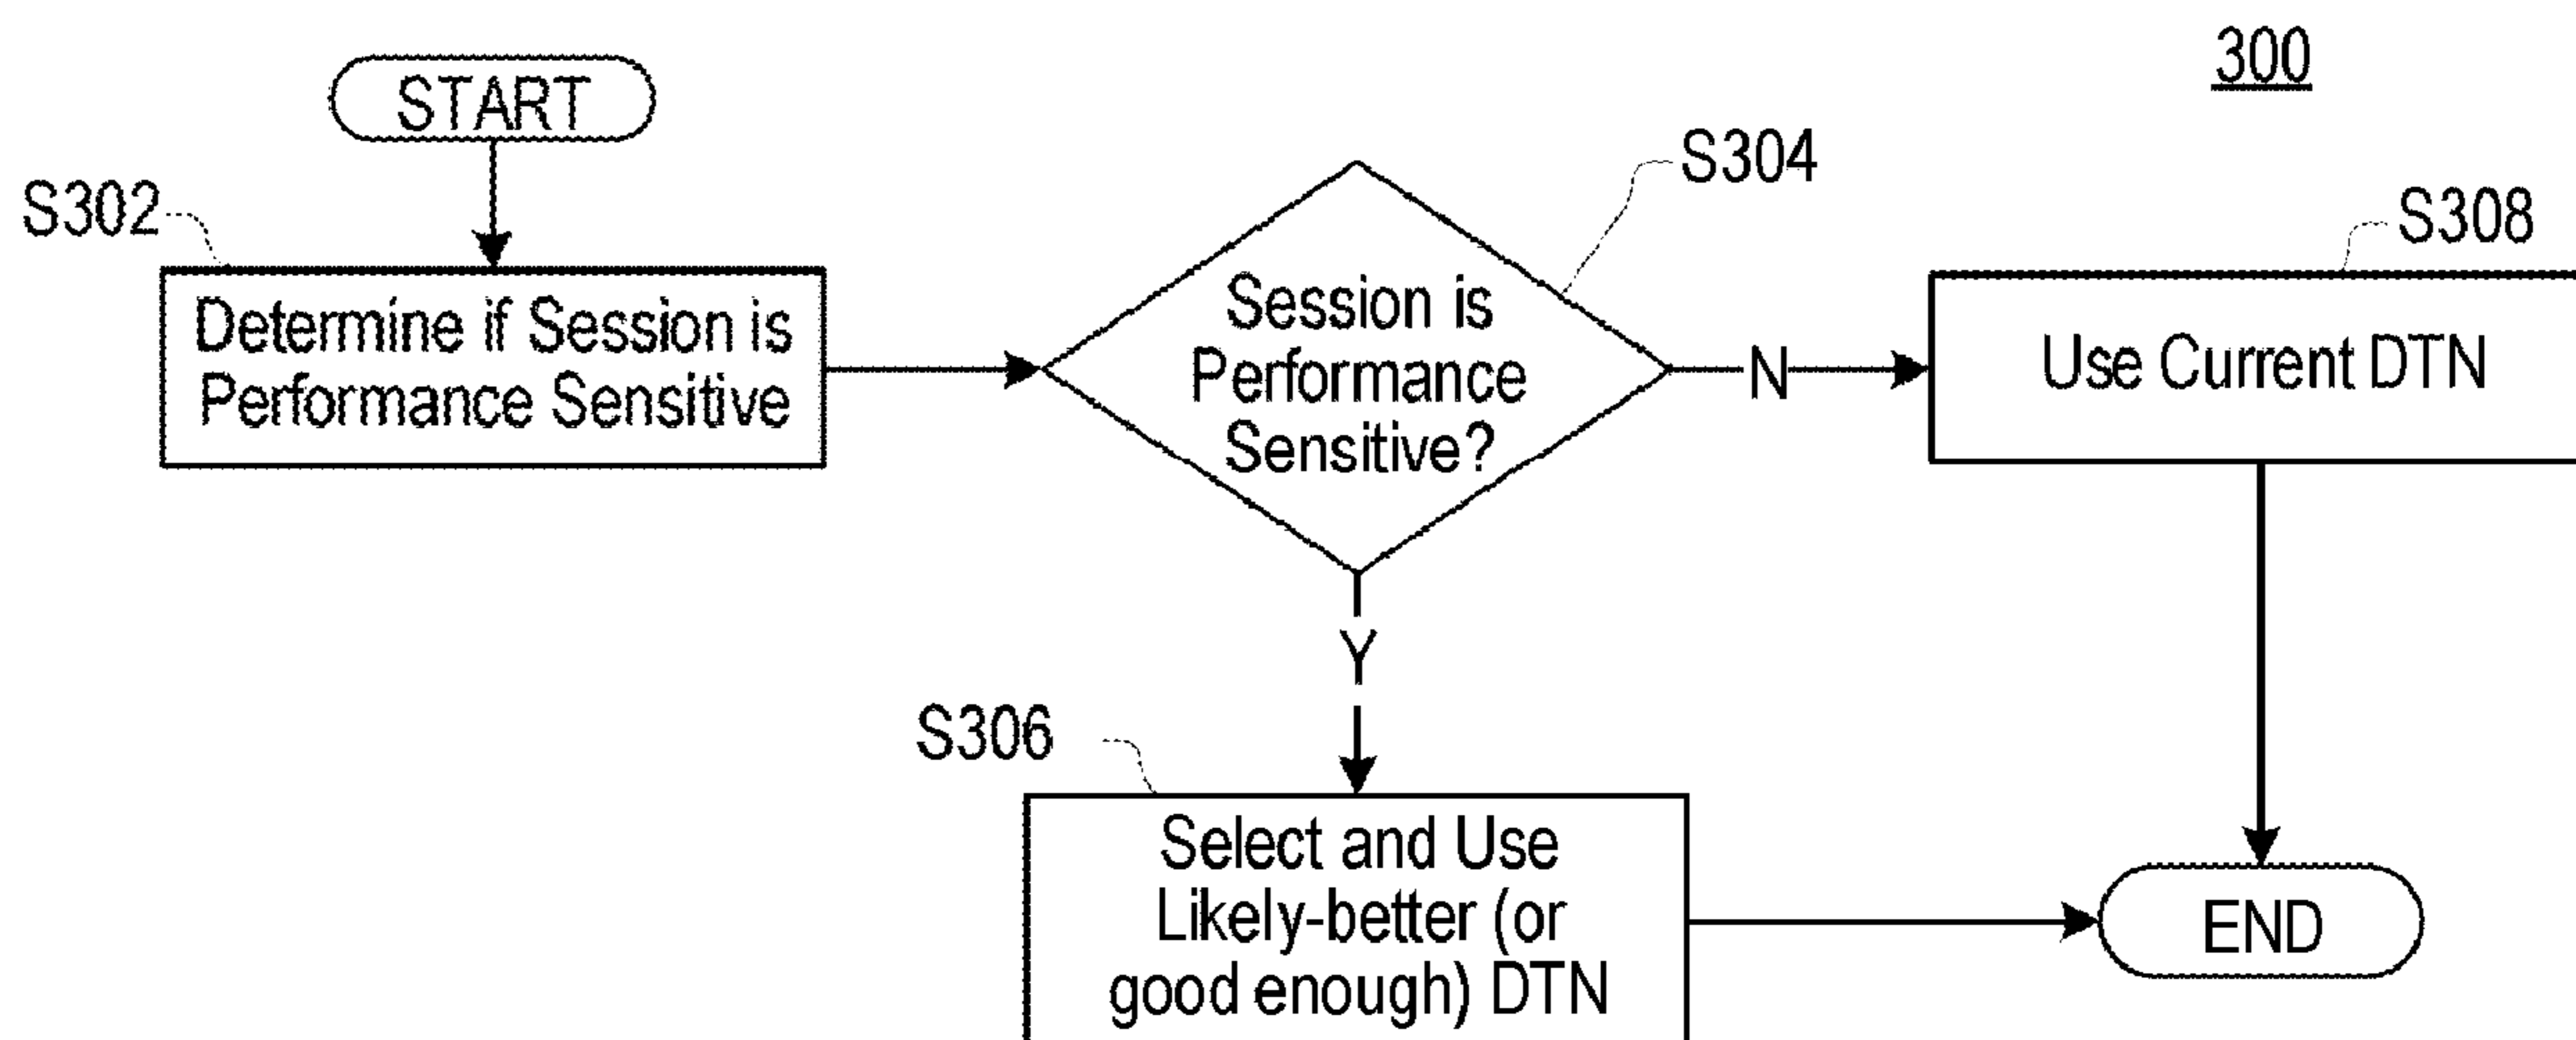 300
START
S302
Determine if Session is
Performance Sensitive
S304
Session is
Performance
Sensitive?
N
S308
Use Current DTN
Y
S306
Select and Use
Likely-better (or
good enough) DTN
END